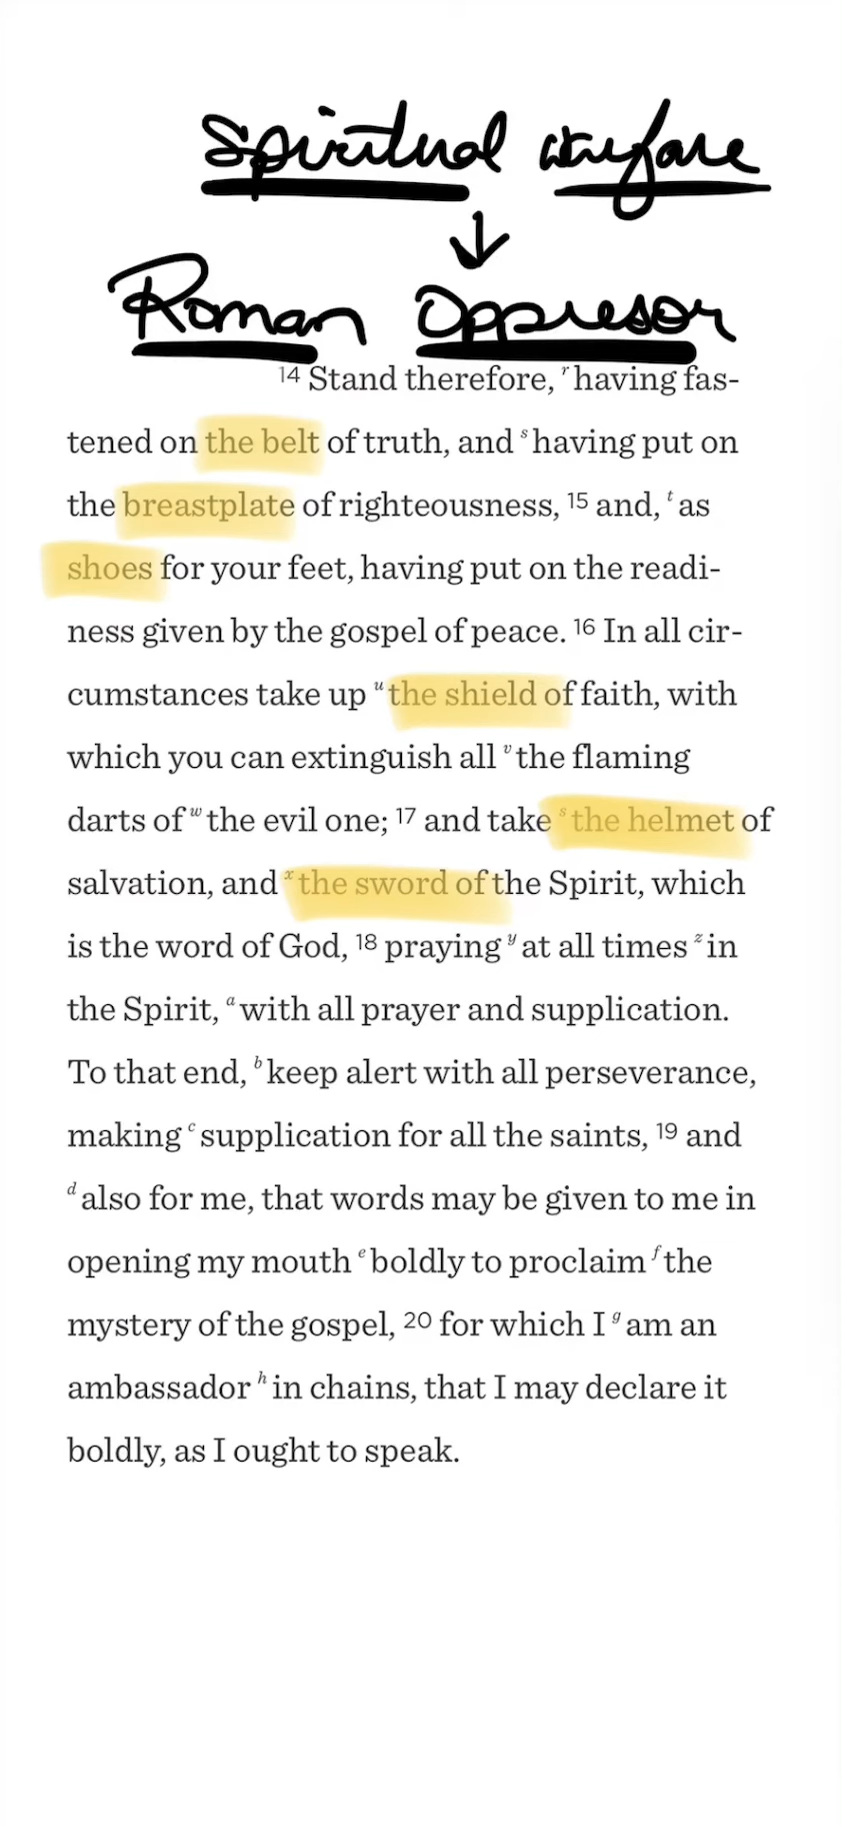 Spiritual warfare
↓
Roman Oppresor
14 Stand therefore, r having fas-
tened on the belt of truth, and s having put on
the breastplate of righteousness, 15 and, t as
shoes for your feet, having put on the readi-
ness given by the gospel of peace. 16 In all cir-
cumstances take up u the shield of faith, with
which you can extinguish all v the flaming
darts of w the evil one; 17 and take s the helmet of
salvation, and x the sword of the Spirit, which
is the word of God, 18 praying y at all times z in
the Spirit, a with all prayer and supplication.
To that end, b keep alert with all perseverance,
making c supplication for all the saints, 19 and
d also for me, that words may be given to me in
opening my mouth e boldly to proclaim f the
mystery of the gospel, 20 for which I g am an
ambassador h in chains, that I may declare it
boldly, as I ought to speak.